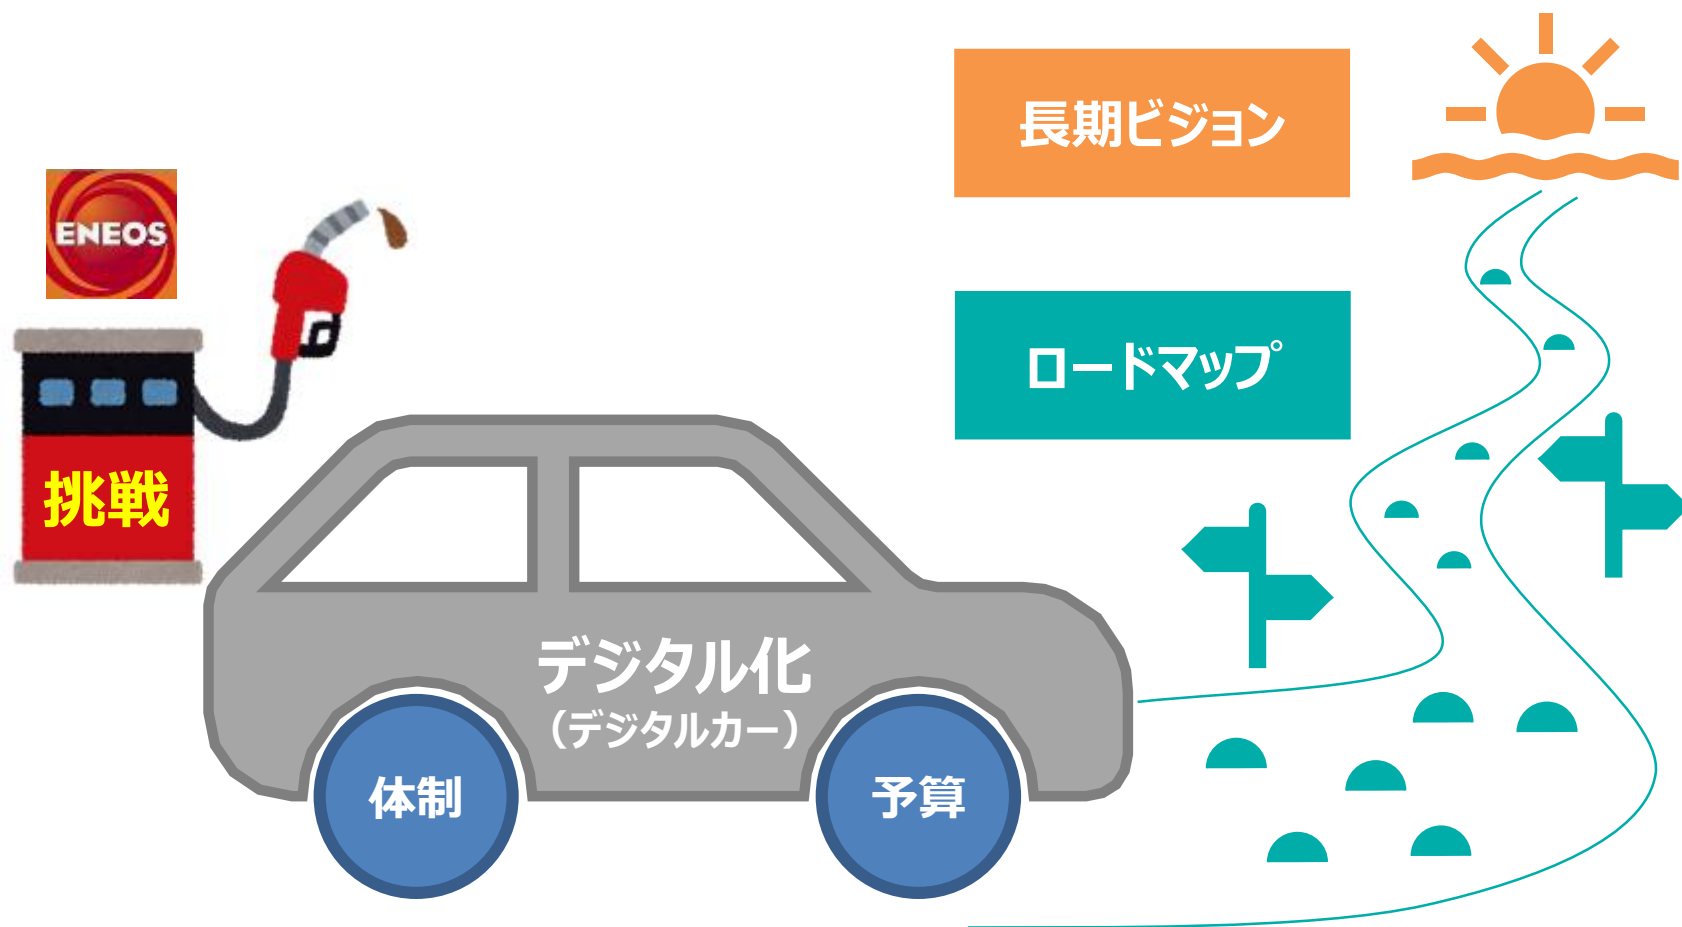 長期ビジョン
ENEOS
ロードマップ
挑戦
デジタル化
（デジタルカー）
体制
予算